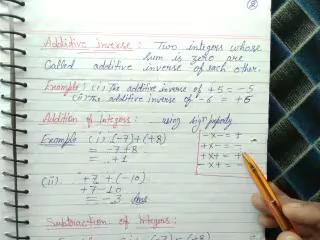 8
Additive inverse : Two integers whose
sum is zero are
Called additive inverse of each other.
Example: (i) The additive inverse of +5 = -5
(ii) The additive inverse of -6 = +6
Addition of Integers: using sign property
Example (i) (-7)+(+8)
= -7+8
= +1
- x - = +
+ x - = -
+ x + = +
- x + = -
(ii) +7 + (-10)
+7-10
= -3 Ans
Subtraction of Integers: